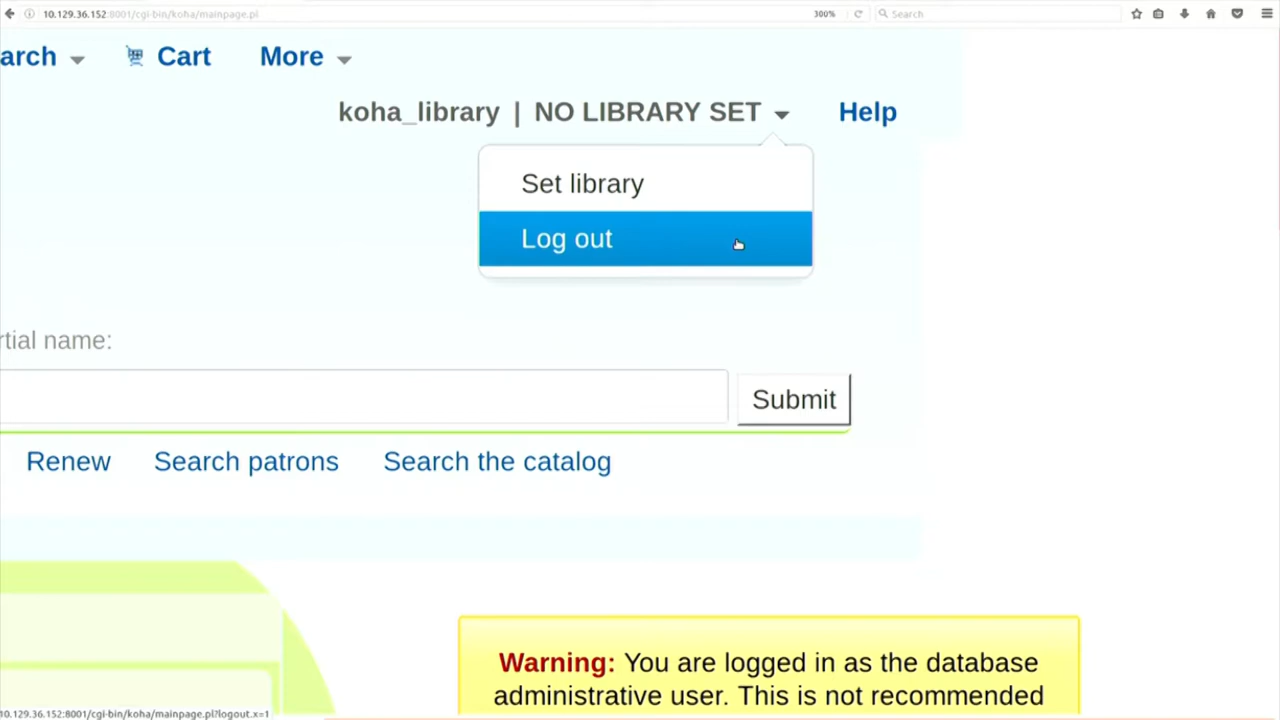 10.129.36.152:8001/cgi-bin/koha/mainpage.pl
300%
Search
arch
Cart
More
koha_library | NO LIBRARY SET
Help
Set library
Log out
rtial name:
Submit
Renew
Search patrons
Search the catalog
Warning: You are logged in as the database
administrative user. This is not recommended
10.129.36.152:8001/cgi-bin/koha/mainpage.pl?logout.x=1